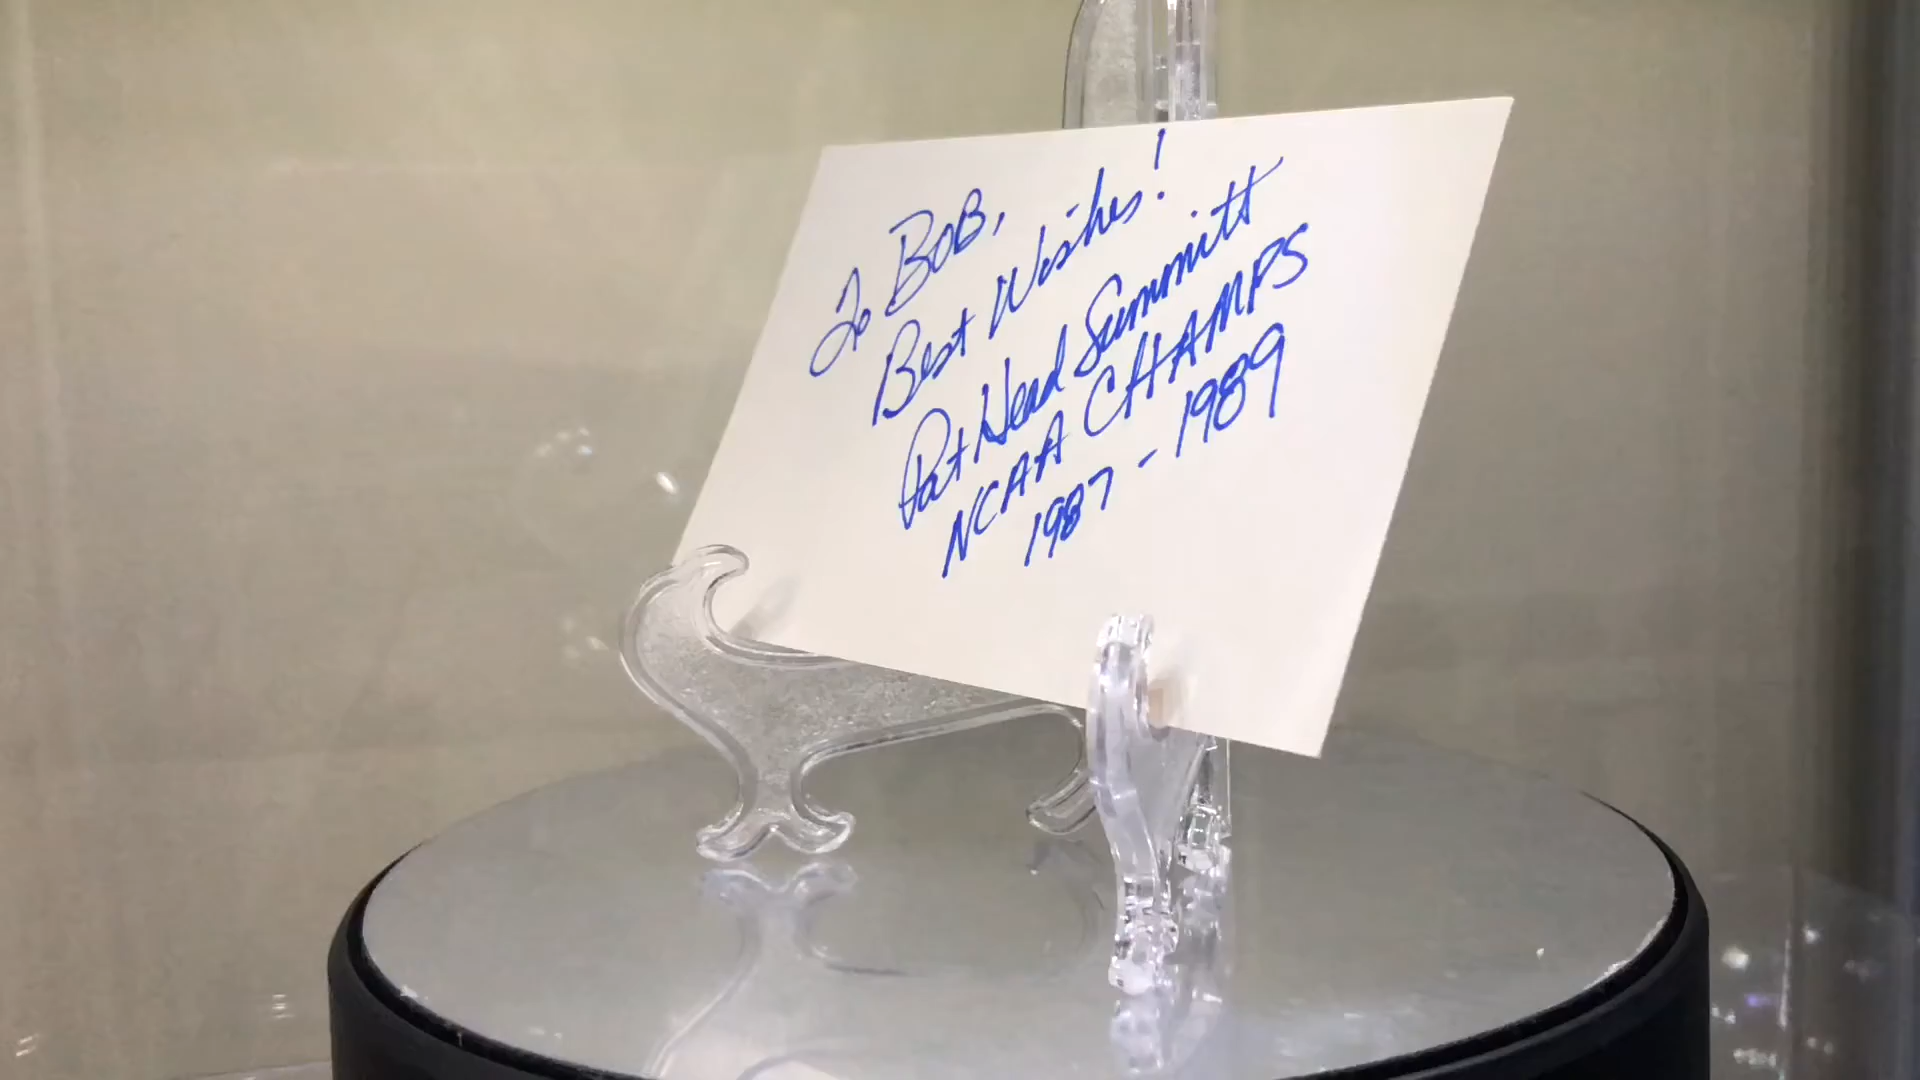 To BOB,
Best Wishes!
Pat Head Summitt
NCAA CHAMPS
1987 - 1989